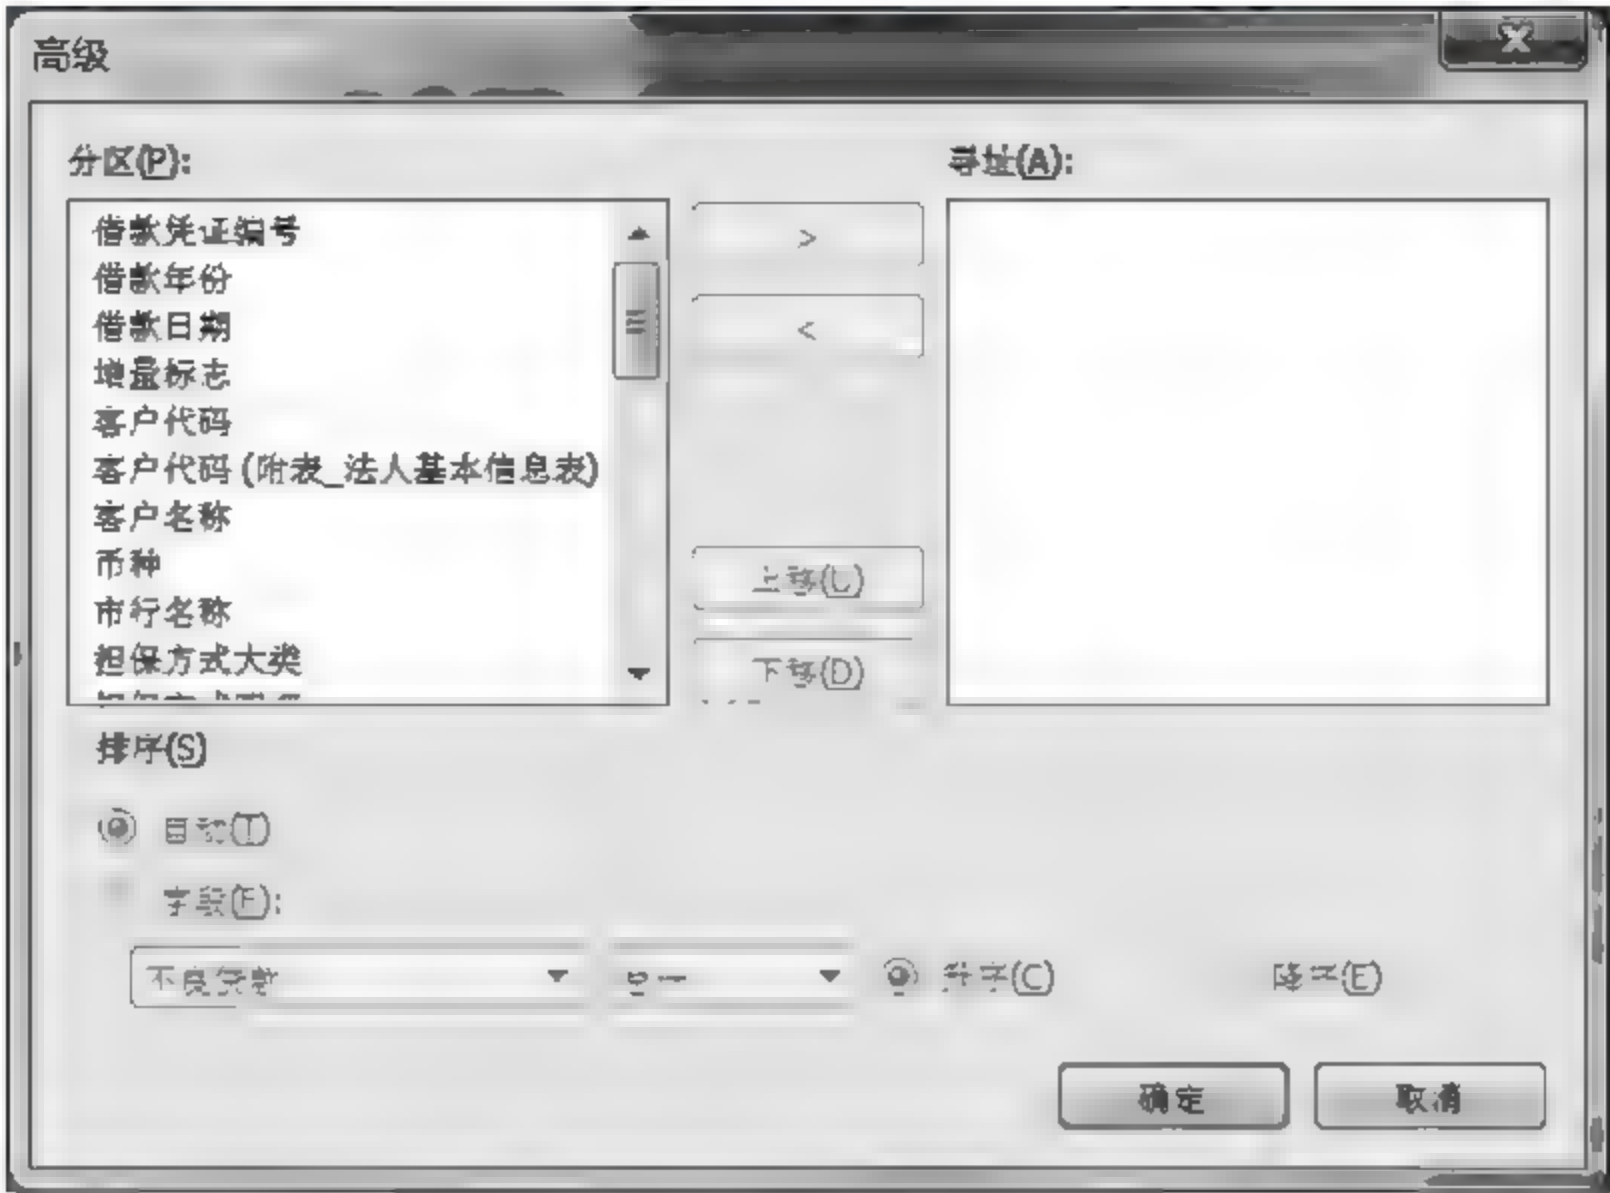 高级
分区(P):
寻址(A):
借款凭证编号
借款年份
借款日期
增量标志
客户代码
客户代码 (附表_法人基本信息表)
客户名称
币种
市行名称
担保方式大类
>
<
上移(U)
下移(D)
排序(S)
自动(T)
字段(F):
不良贷款
升序(C)
降序(E)
确定
取消